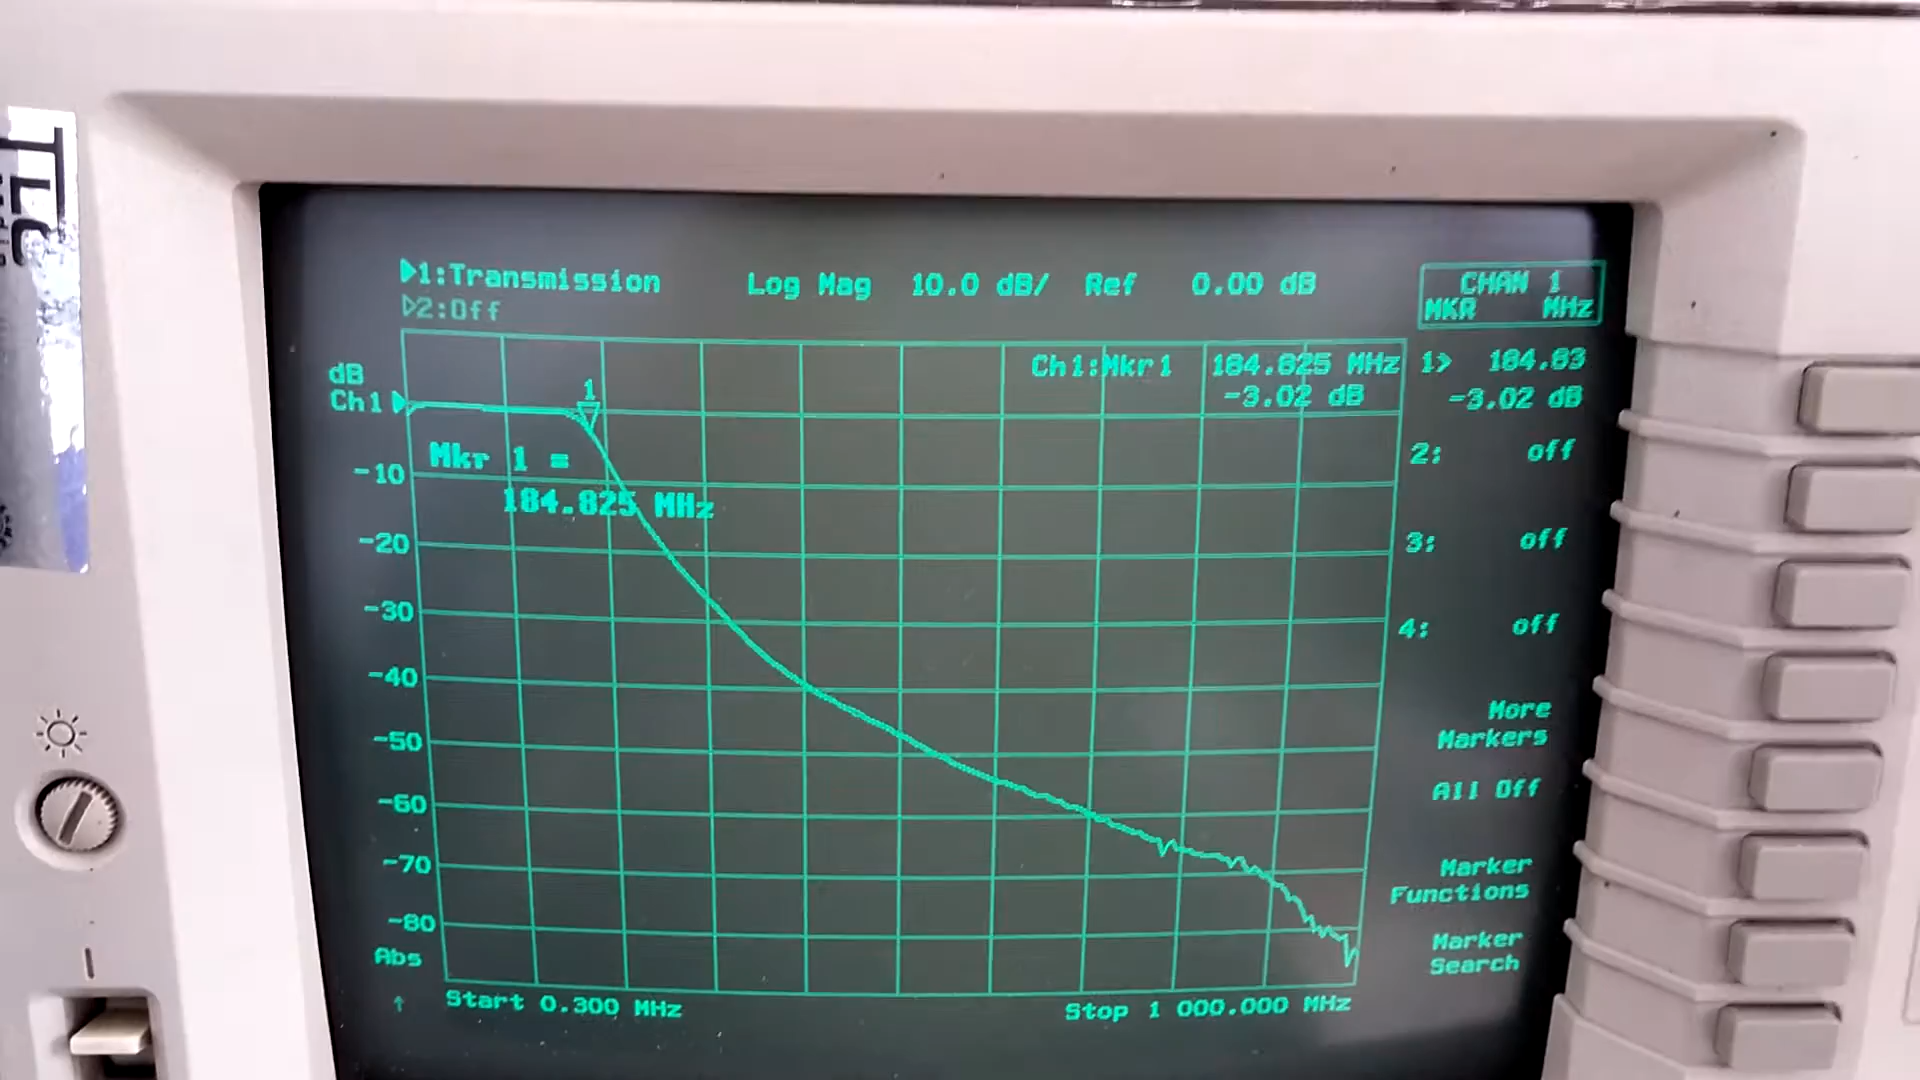 ▶1:Transmission Log Mag 10.0 dB/ Ref 0.00 dB
▷2:Off
CHAN 1
MKR MHz
dB
Ch1
1
Ch1:Mkr1 184.825 MHz
-3.02 dB
1> 184.83
-3.02 dB
Mkr 1 =
184.825 MHz
2: off
3: off
4: off
-10
-20
-30
-40
-50
-60
-70
-80
Abs
More
Markers
All Off
Marker
Functions
Marker
Search
Start 0.300 MHz Stop 1 000.000 MHz
TLC